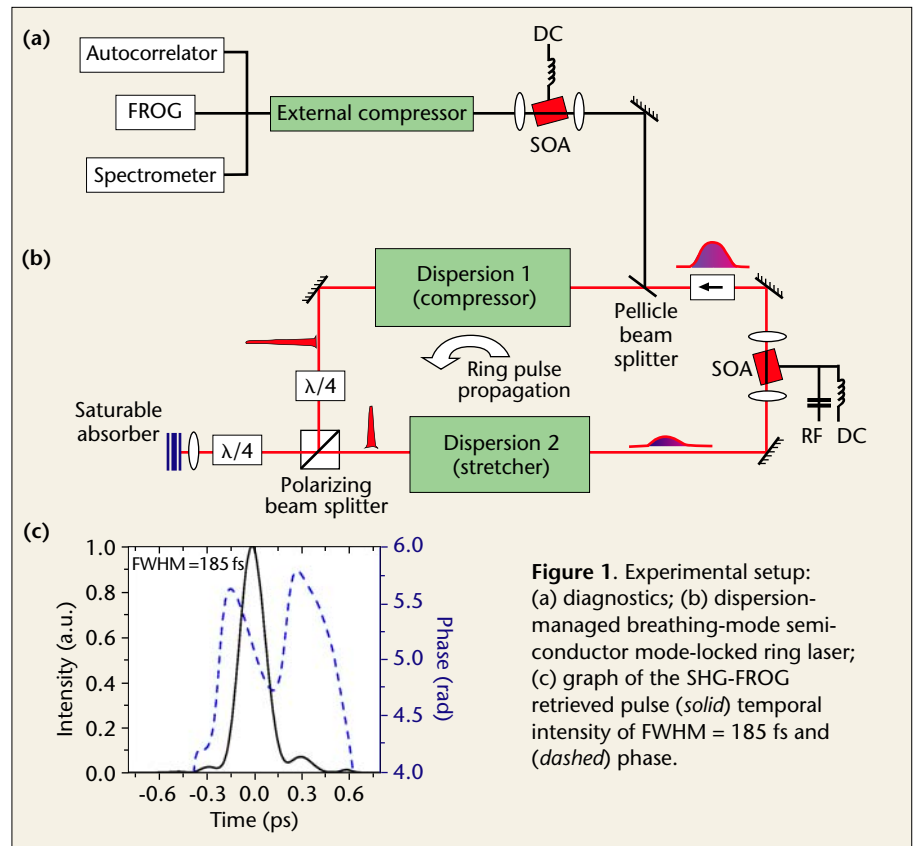 (a)
DC
Autocorrelator
FROG
External compressor
SOA
Spectrometer
(b)
Dispersion 1
(compressor)
Pellicle
beam
splitter
Ring pulse
propagation
SOA
λ/4
Saturable
absorber
λ/4
Dispersion 2
(stretcher)
RF DC
Polarizing
beam splitter
(c)
FWHM =185 fs
Intensity (a.u.)
1.0
0.8
0.6
0.4
0.2
0.0
6.0
5.5
5.0
4.5
4.0
Phase (rad)
-0.6 -0.3 0.0 0.3 0.6
Time (ps)
Figure 1. Experimental setup:
(a) diagnostics; (b) dispersion-
managed breathing-mode semi-
conductor mode-locked ring laser;
(c) graph of the SHG-FROG
retrieved pulse (solid) temporal
intensity of FWHM = 185 fs and
(dashed) phase.